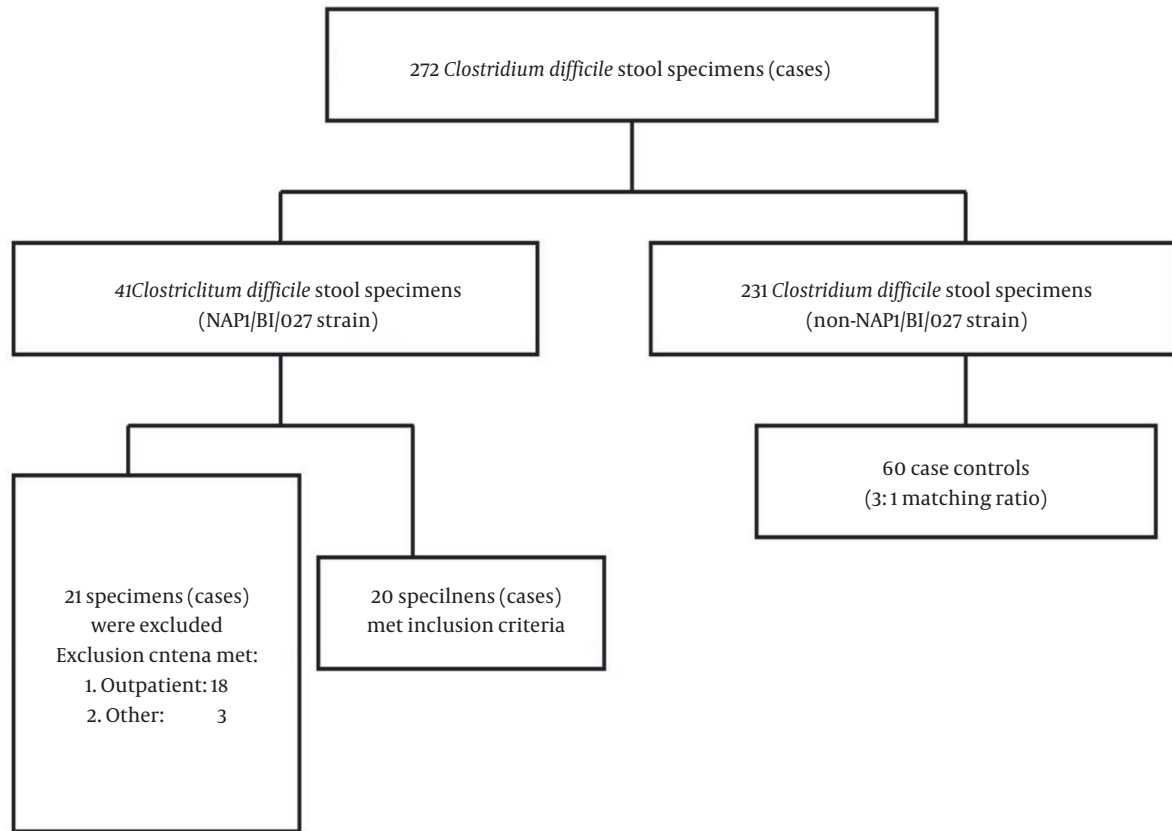 272 Clostridium difficile stool specimens (cases)
41Clostriclitum difficile stool specimens
(NAP1/BI/027 strain)
231 Clostridium difficile stool specimens
(non-NAP1/BI/027 strain)
60 case controls
(3: 1 matching ratio)
21 specimens (cases)
were excluded
Exclusion cntena met:
1. Outpatient: 18
2. Other: 3
20 specilnens (cases)
met inclusion criteria